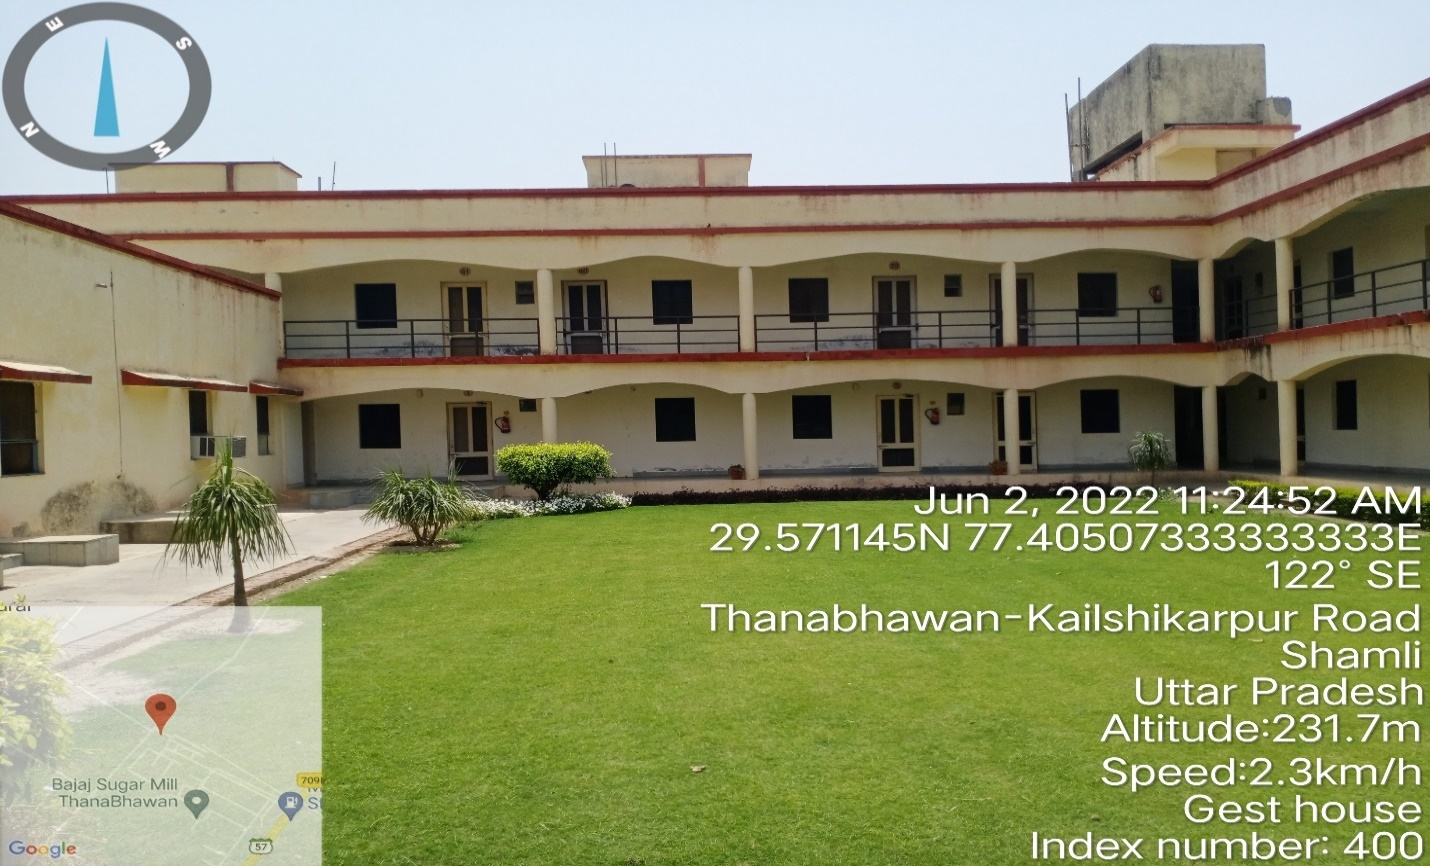 E
S
N
W
Jun 2, 2022 11:24:52 AM
29.571145N 77.40507333333333E
122° SE
Thanabhawan-Kailshikarpur Road
Shamli
Uttar Pradesh
Altitude:231.7m
Speed:2.3km/h
Gest house
Index number: 400
Bajaj Sugar Mill
ThanaBhawan
57
Google